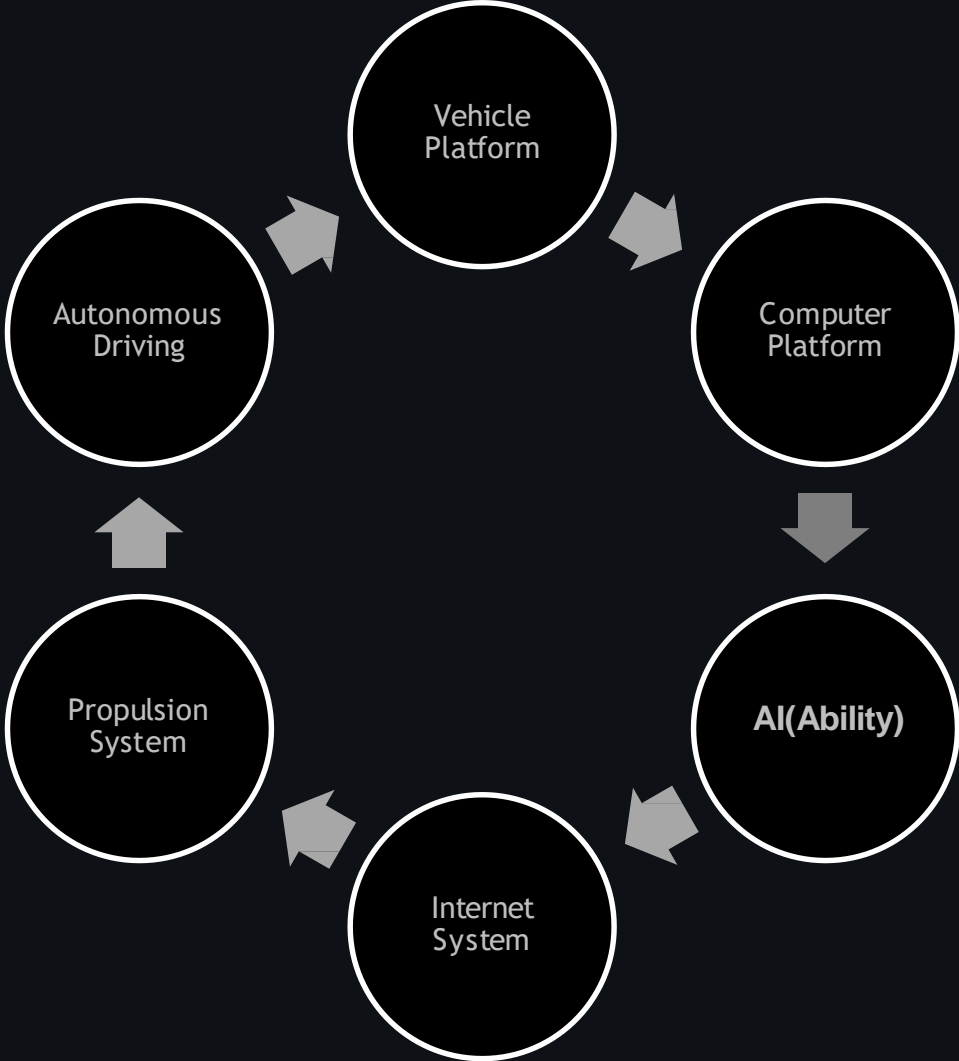 Vehicle
Platform
Computer
Platform
AI(Ability)
Internet
System
Propulsion
System
Autonomous
Driving